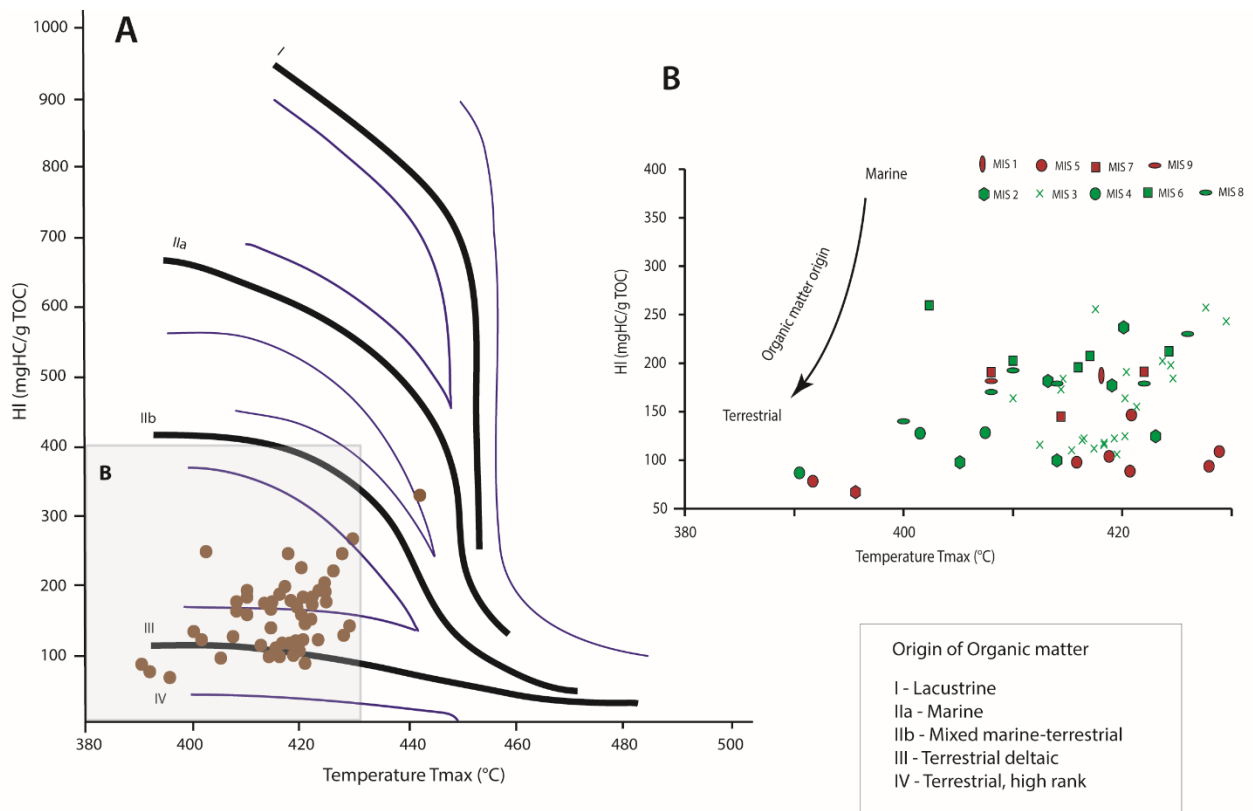 A
1000
900
800
700
600
500
400
300
200
100
HI (mgHC/g TOC)
I
IIa
IIb
B
III
IV
380
400
420
440
460
480
500
Temperature Tmax (°C)
B
400
350
300
250
200
150
100
50
HI (mgHC/g TOC)
MIS 1
MIS 5
MIS 7
MIS 9
MIS 2
MIS 3
MIS 4
MIS 6
MIS 8
Marine
Organic matter origin
Terrestrial
380
400
420
Temperature Tmax (°C)
Origin of Organic matter
I - Lacustrine
IIa - Marine
IIb - Mixed marine-terrestrial
III - Terrestrial deltaic
IV - Terrestrial, high rank